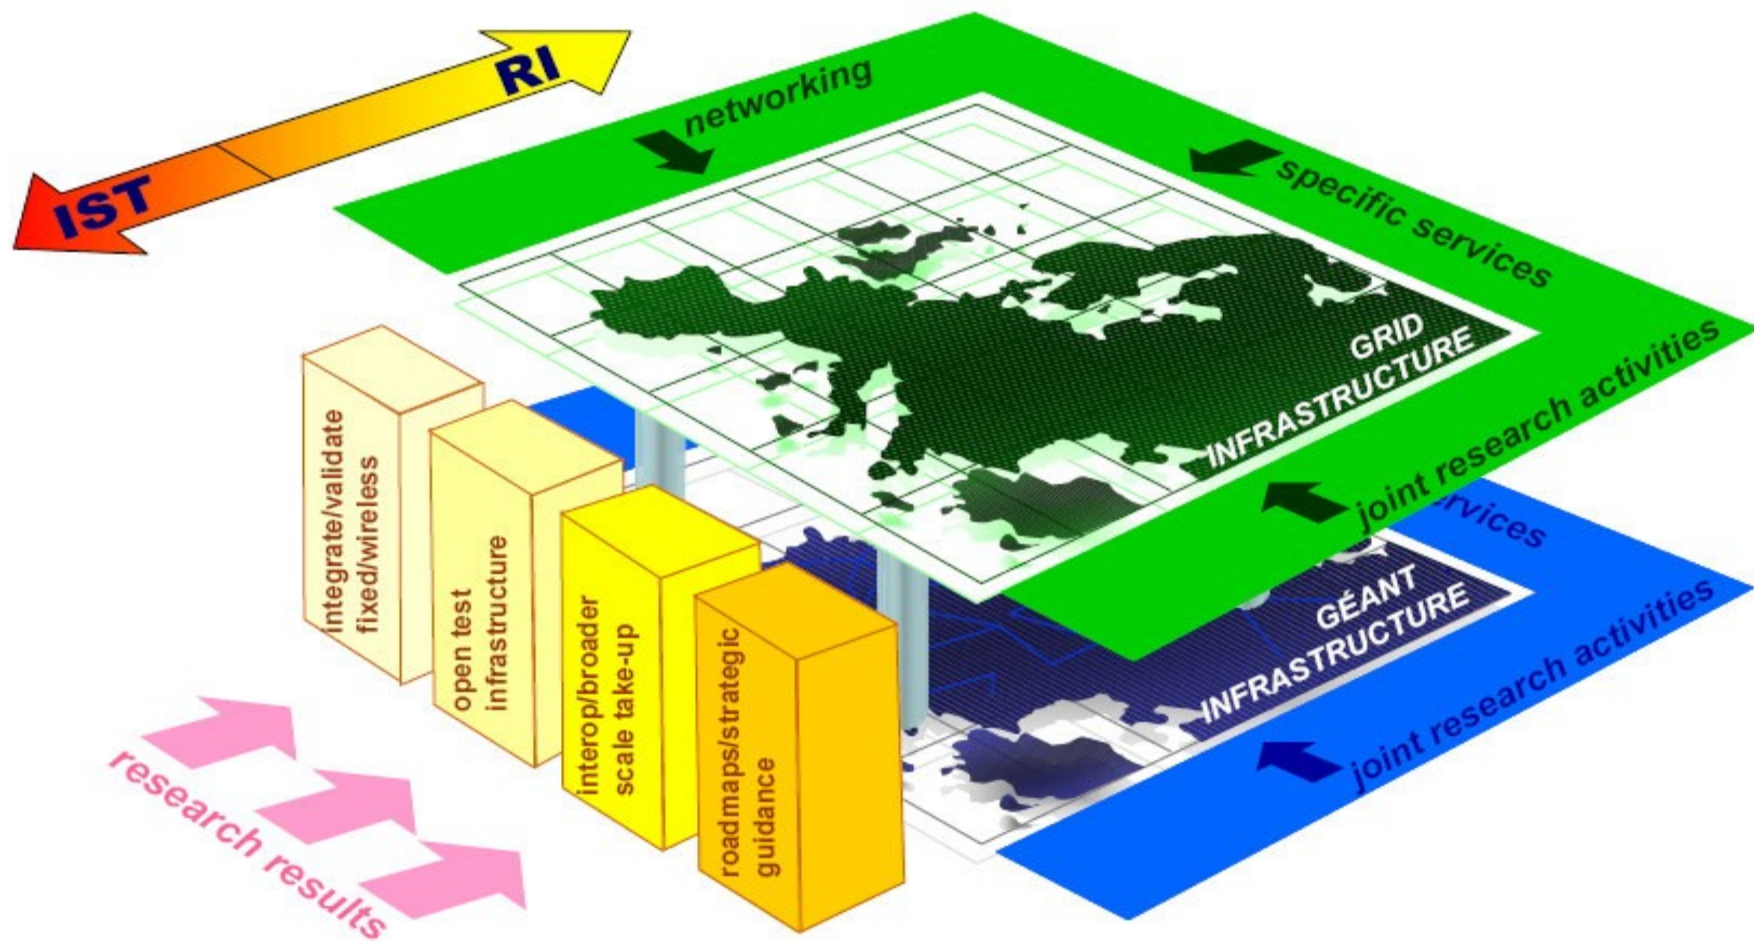 RI
IST
networking
specific services
GRID
INFRASTRUCTURE
joint research activities
integrate/validate
fixed/wireless
open test
infrastructure
interop/broader
scale take-up
roadmaps/strategic
guidance
GÉANT
INFRASTRUCTURE
joint research activities
research results